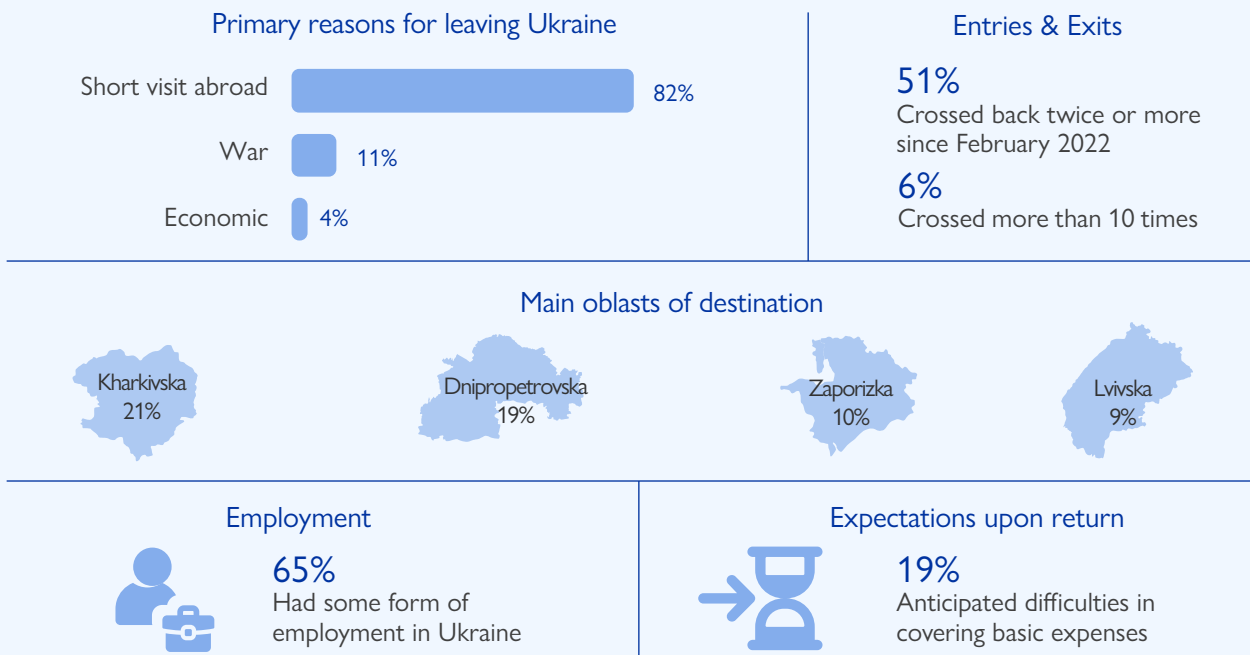 Primary reasons for leaving Ukraine
Short visit abroad
82%
War
11%
Economic
4%
Entries & Exits
51%
Crossed back twice or more
since February 2022
6%
Crossed more than 10 times
Main oblasts of destination
Kharkivska
21%
Dnipropetrovska
19%
Zaporizka
10%
Lvivska
9%
Employment
65%
Had some form of
employment in Ukraine
Expectations upon return
19%
Anticipated difficulties in
covering basic expenses